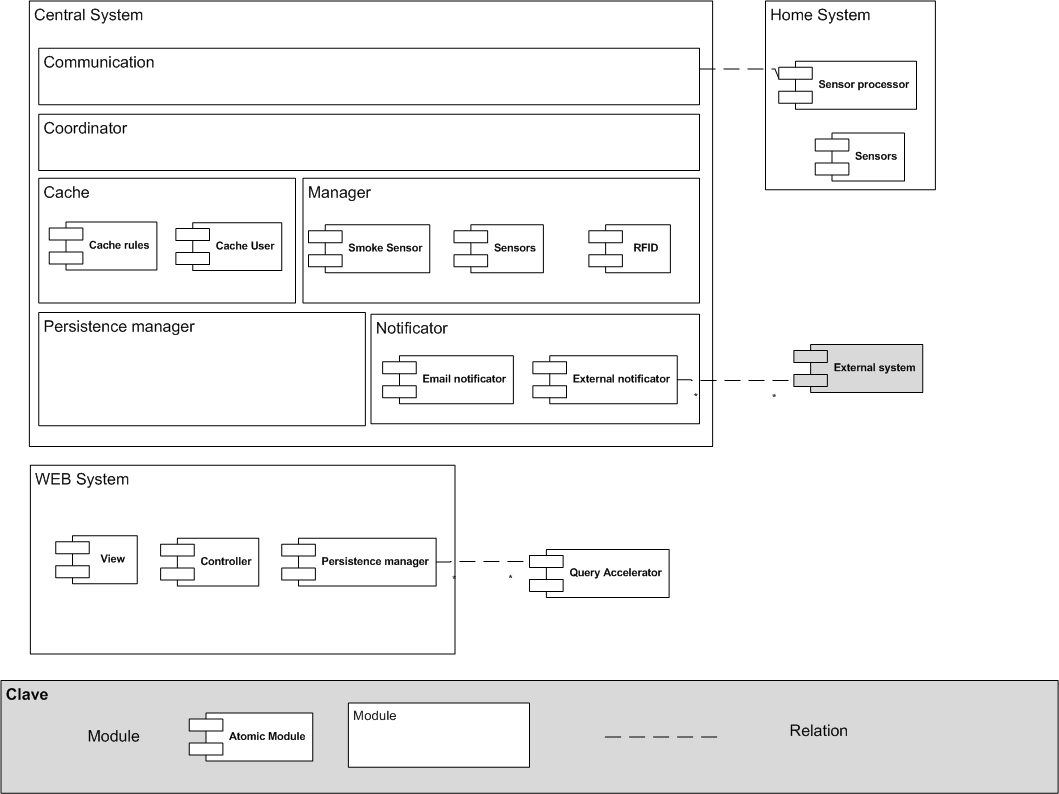 Central System
Home System
Communication
Sensor processor
Coordinator
Sensors
Cache
Manager
Cache rules
Cache User
Smoke Sensor
Sensors
RFID
Persistence manager
Notificator
Email notificator
External notificator
External system
* *
WEB System
View
Controller
Persistence manager
Query Accelerator
* *
Clave
Module
Atomic Module
Module
Relation